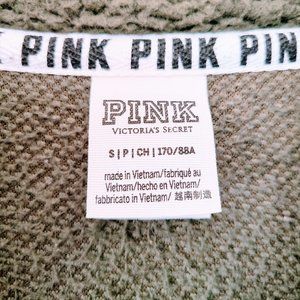 PINK PINK PIN
PINK
VICTORIA'S SECRET
S | P | CH | 170/88A
made in Vietnam/fabriqué au
Vietnam/hecho en Vietnam/
fabbricato in Vietnam/ 越南制造